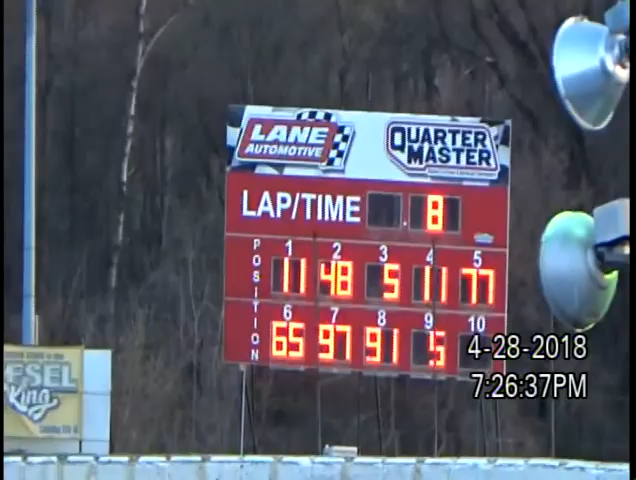 LANE
AUTOMOTIVE
QUARTER
MASTER
LAP/TIME 8
POSITION
1 2 3 4 5
11 48 5 11 77
6 7 8 9 10
65 97 91 .5
ESEL
King
4-28-2018
7:26:37PM